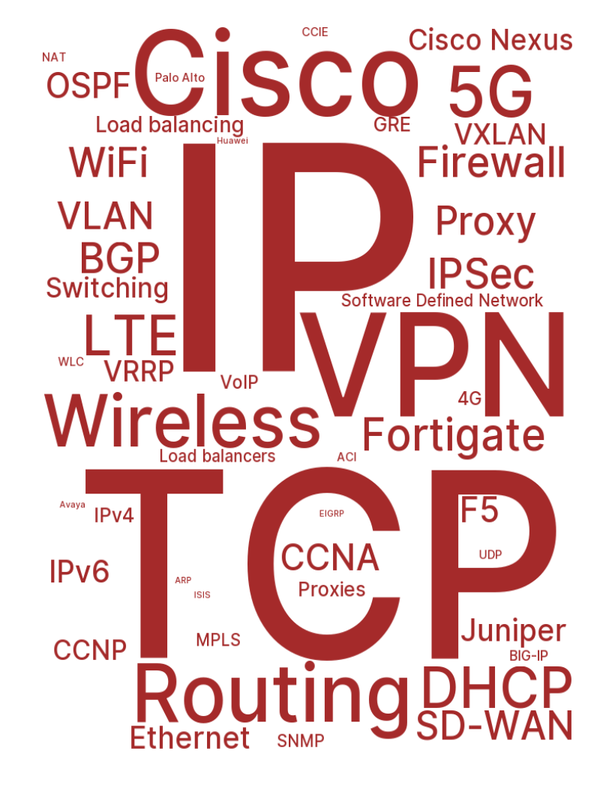 CCIE
Cisco Nexus
NAT
Cisco
OSPF
Palo Alto
5G
Load balancing
GRE
VXLAN
Huawei
WiFi
IP
Firewall
VLAN
Proxy
BGP
IPSec
Switching
Software Defined Network
LTE
VPN
WLC
VRRP
VoIP
4G
Wireless
Fortigate
Load balancers
ACI
TCP
Avaya
IPv4
EIGRP
F5
CCNA
UDP
IPv6
ARP
Proxies
ISIS
Juniper
MPLS
CCNP
BIG-IP
Routing
DHCP
SD-WAN
Ethernet
SNMP